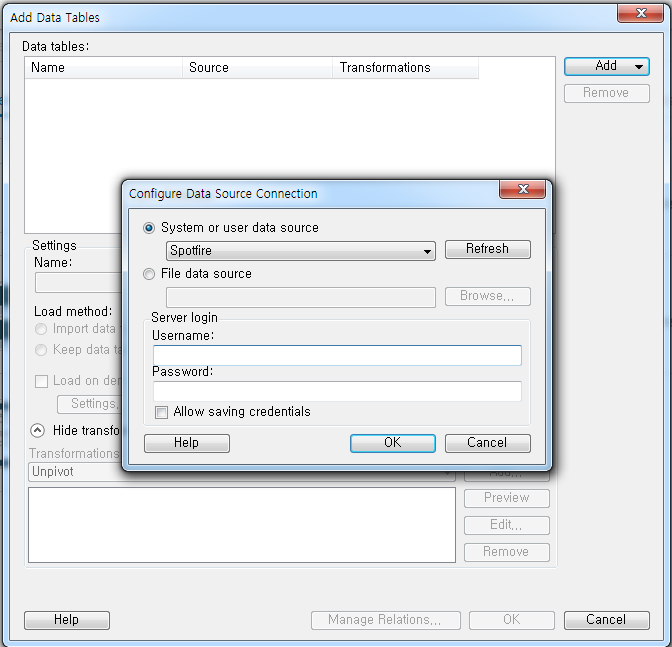 Add Data Tables
Data tables:
Name Source Transformations
Add
Remove
Configure Data Source Connection
System or user data source
Spotfire Refresh
File data source
Browse...
Server login
Username:
Password:
Allow saving credentials
Help OK Cancel
Settings
Name:
Load method:
Import data
Keep data ta
Load on den
Settings.
Hide transfo
Transformations
Unpivot Add...
Preview
Edit...
Remove
Help Manage Relations... OK Cancel